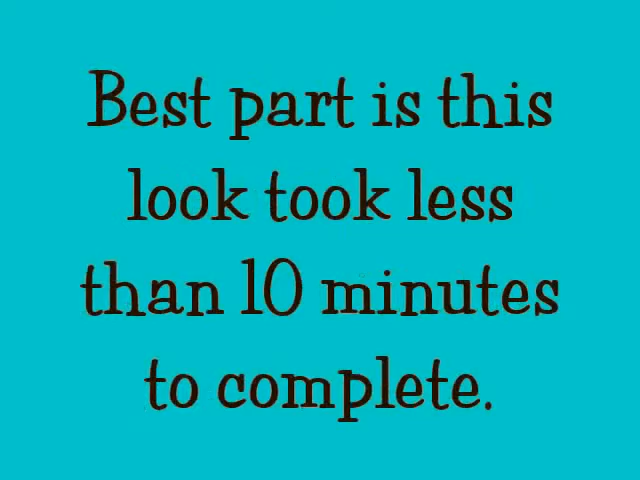 Best part is this
look took less
than 10 minutes
to complete.